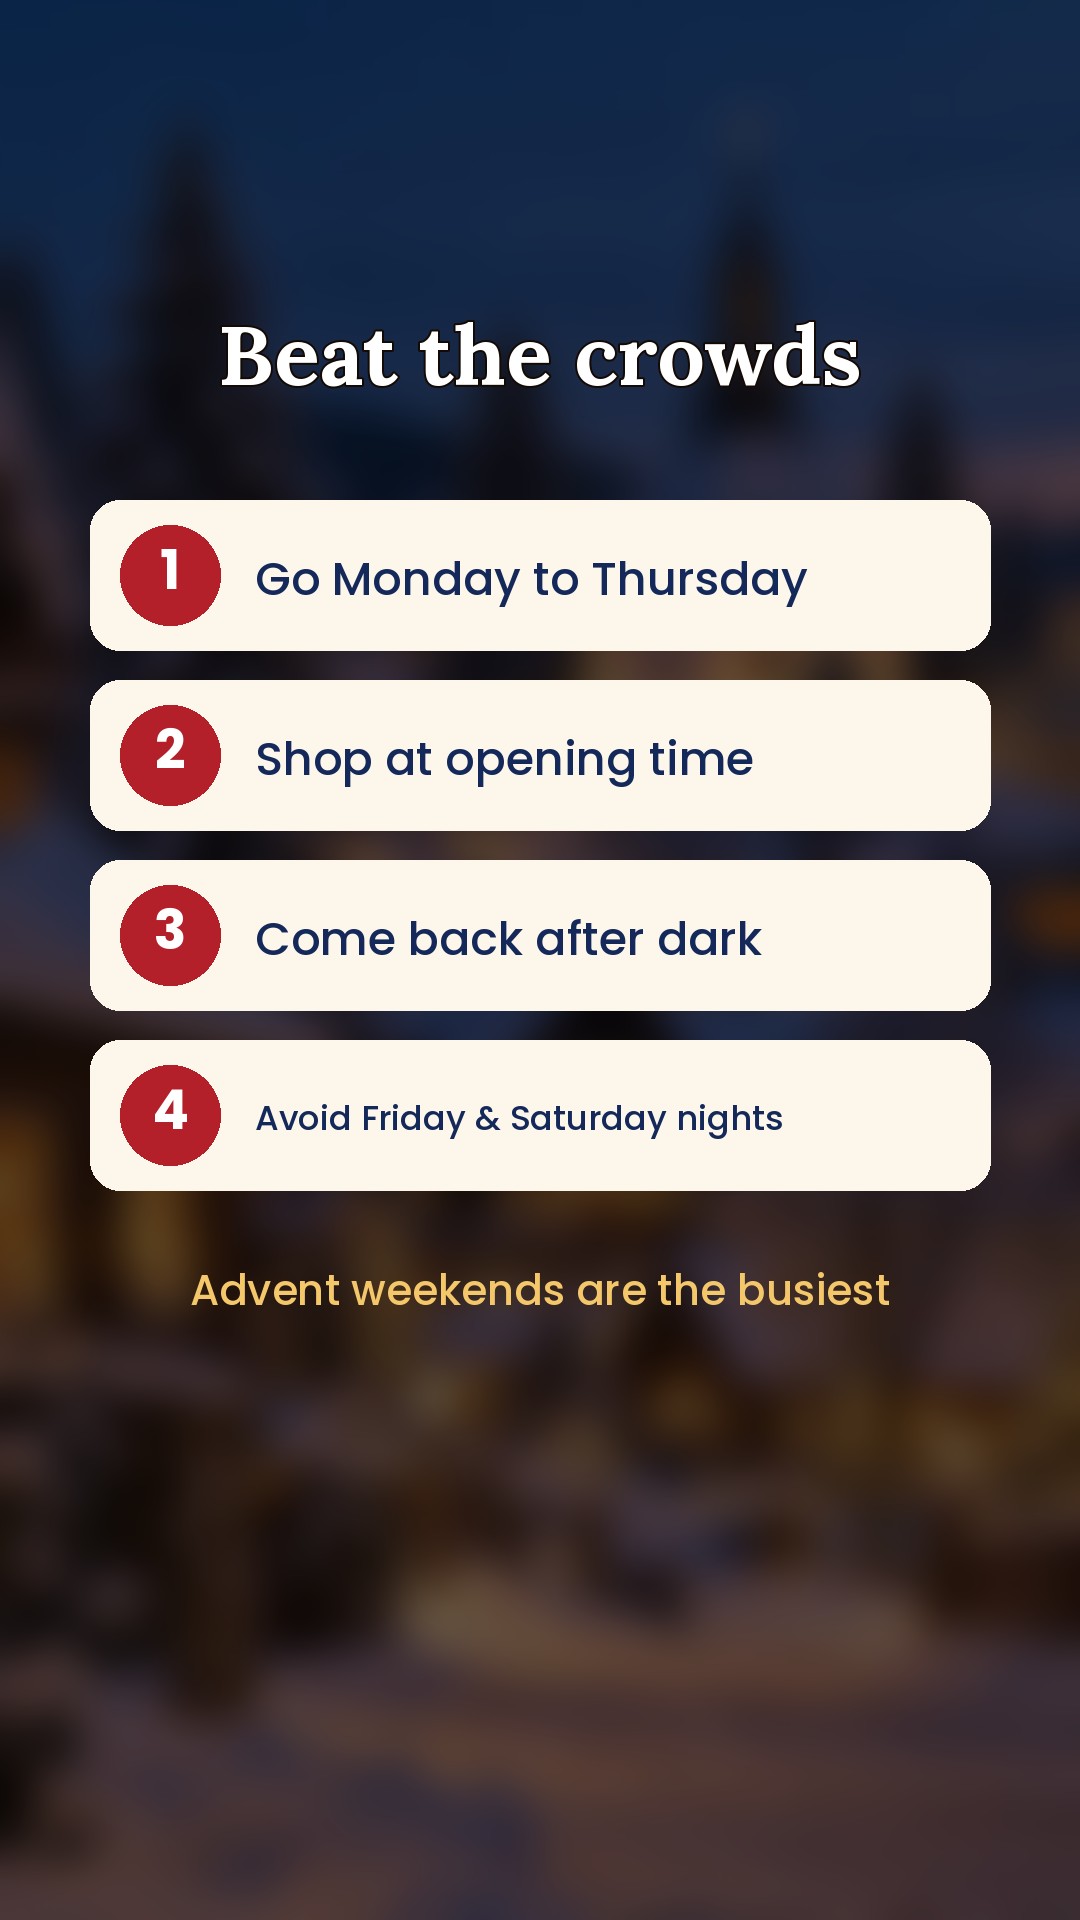 Beat the crowds
1 Go Monday to Thursday
2 Shop at opening time
3 Come back after dark
4 Avoid Friday & Saturday nights
Advent weekends are the busiest